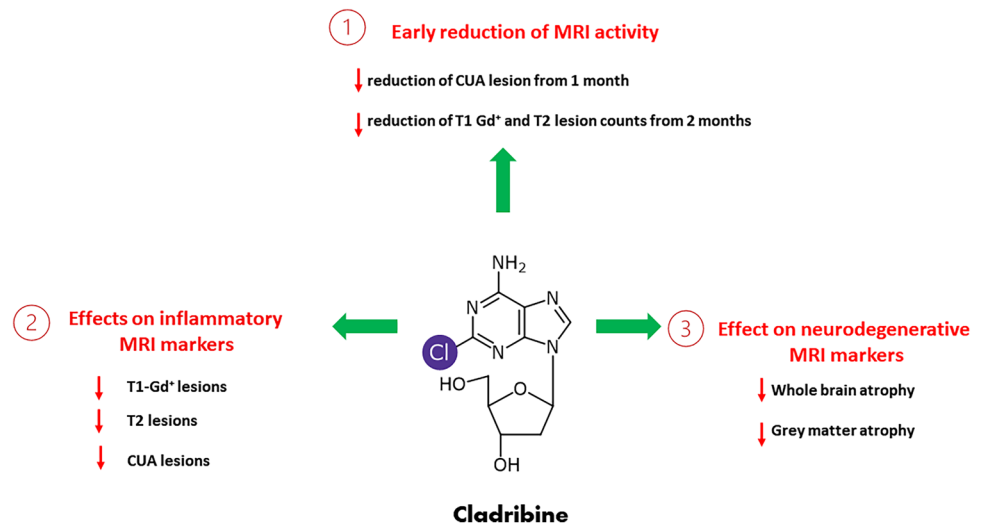 1
Early reduction of MRI activity
reduction of CUA lesion from 1 month
reduction of T1 Gd⁺ and T2 lesion counts from 2 months
2
Effects on inflammatory
MRI markers
T1-Gd⁺ lesions
T2 lesions
CUA lesions
NH₂
N
N
N
N
Cl
HO
O
OH
Cladribine
3
Effect on neurodegenerative
MRI markers
Whole brain atrophy
Grey matter atrophy